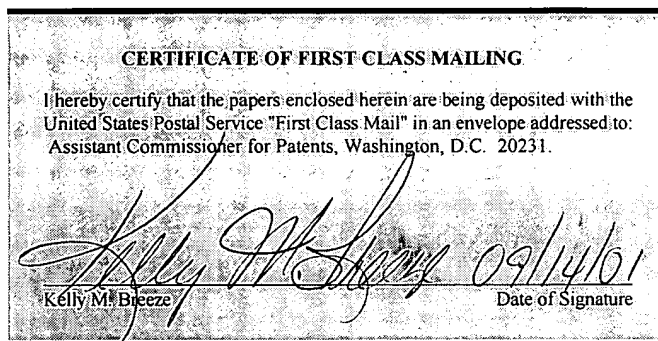 CERTIFICATE OF FIRST CLASS MAILING
I hereby certify that the papers enclosed herein are being deposited with the
United States Postal Service "First Class Mail" in an envelope addressed to:
Assistant Commissioner for Patents, Washington, D.C. 20231.
Kelly M Breeze 09/14/01
Kelly M. Breeze Date of Signature